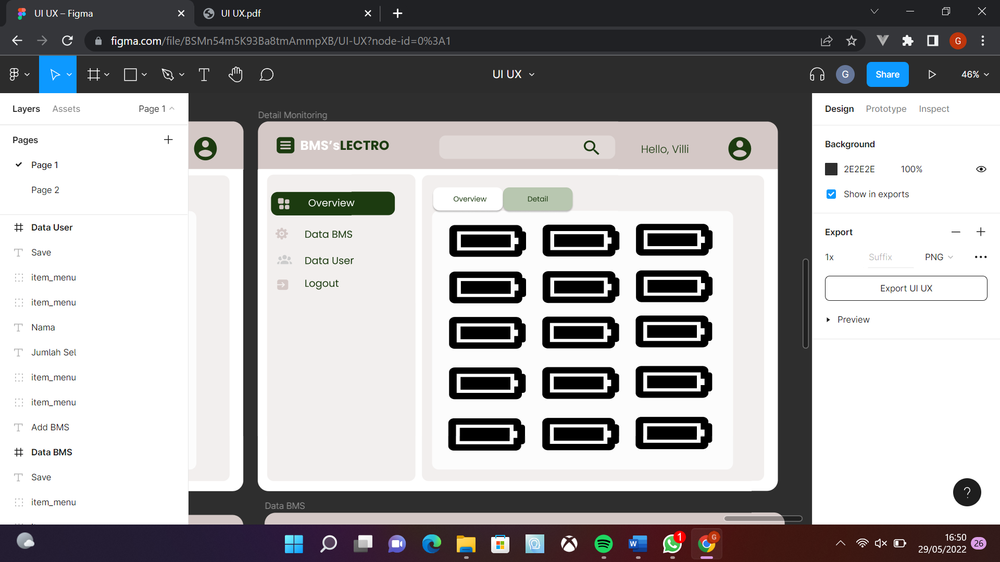 UI UX – Figma
UI UX.pdf
figma.com/file/BSMn54m5K93Ba8tmAmmpXB/UI-UX?node-id=0%3A1
G
UI UX
G
Share
46%
Layers
Assets
Page 1
Pages
Page 1
Page 2
Data User
Save
item_menu
item_menu
Nama
Jumlah Sel
item_menu
item_menu
Add BMS
Data BMS
Save
item_menu
Detail Monitoring
BMS’sLECTRO
Hello, Villi
Overview
Data BMS
Data User
Logout
Overview
Detail
Data BMS
Design
Prototype
Inspect
Background
2E2E2E
100%
Show in exports
Export
1x
Suffix
PNG
Export UI UX
Preview
?
W
1
G
16:50
29/05/2022
26